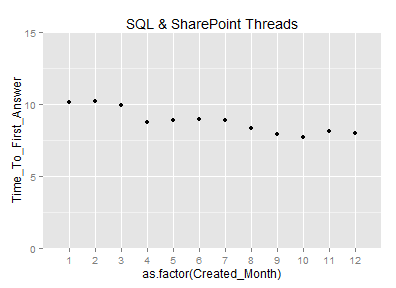 SQL & SharePoint Threads
15
10
5
0
Time_To_First_Answer
1 2 3 4 5 6 7 8 9 10 11 12
as.factor(Created_Month)